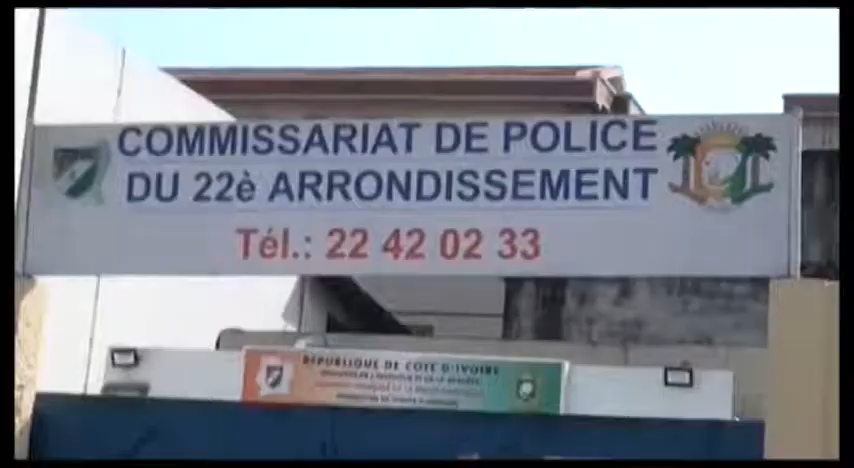 COMMISSARIAT DE POLICE
DU 22è ARRONDISSEMENT
Tél.: 22 42 02 33
RÉPUBLIQUE DE COTE D'IVOIRE